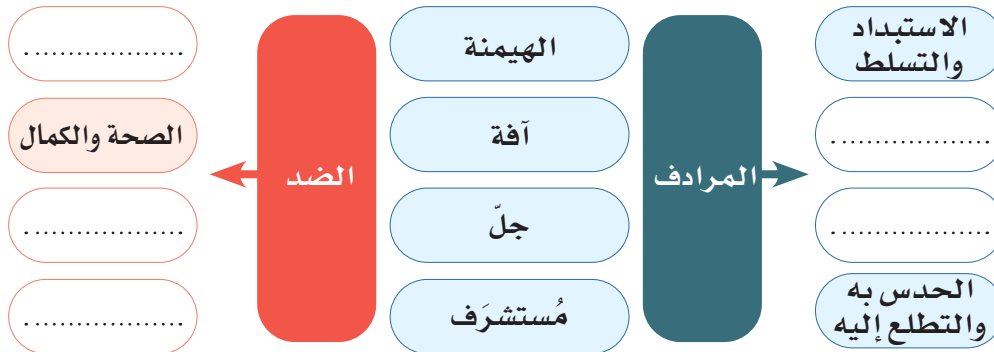 الاستبداد
والتسلط
الهيمنة
....................
....................
آفة
الصحة والكمال
المرادف
الضد
....................
جلّ
....................
الحدس به
والتطلع إليه
مُستشرَف
....................